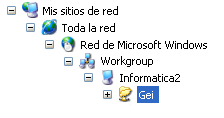 Mis sitios de red
Toda la red
Red de Microsoft Windows
Workgroup
Informatica2
Gei